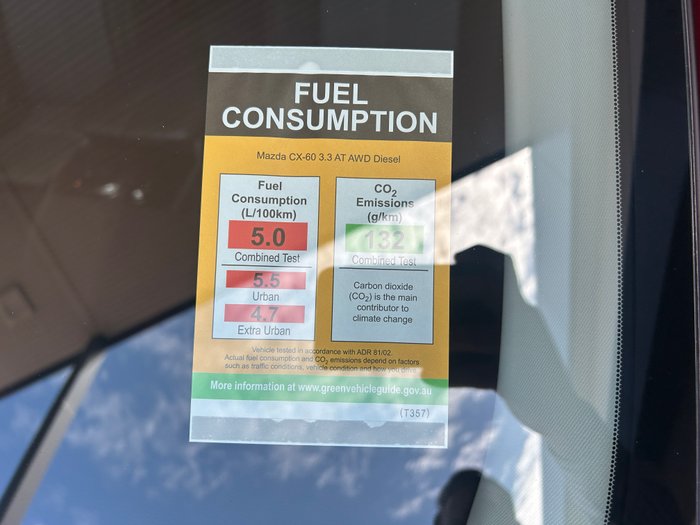 FUEL
CONSUMPTION
Mazda CX-60 3.3 AT AWD Diesel
Fuel
Consumption
(L/100km)
5.0
Combined Test
5.5
Urban
4.7
Extra Urban
CO2
Emissions
(g/km)
132
Combined Test
Carbon dioxide
(CO2) is the main
contributor to
climate change
Vehicle tested in accordance with ADR 81/02.
Actual fuel consumption and CO2 emissions depend on factors
such as traffic conditions, vehicle condition and how you drive
More information at www.greenvehicleguide.gov.au
(T357)